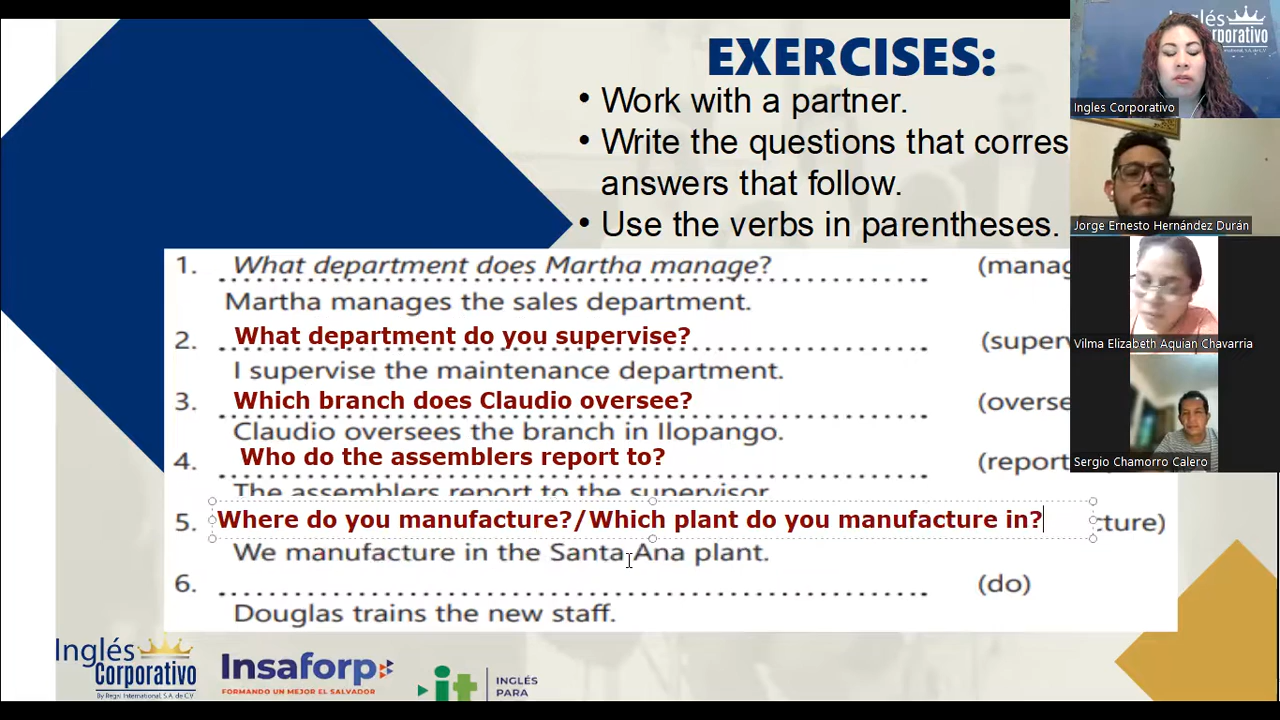 EXERCISES:
• Work with a partner.
• Write the questions that corres
answers that follow.
• Use the verbs in parentheses.
1. What department does Martha manage? (manag
Martha manages the sales department.
2. What department do you supervise? (superv
I supervise the maintenance department.
3. Which branch does Claudio oversee? (overse
Claudio oversees the branch in Ilopango.
4. Who do the assemblers report to? (report
The assemblers report to the supervisor.
5. Where do you manufacture?/Which plant do you manufacture in? cture)
We manufacture in the Santa Ana plant.
6. (do)
Douglas trains the new staff.
Inglés
Corporativo
By Regal International, S.A. de C.V.
Insaforp
FORMANDO UN MEJOR EL SALVADOR
it
INGLÉS
PARA
Inglés
Corporativo
Ingles Corporativo
Jorge Ernesto Hernández Durán
Vilma Elizabeth Aquian Chavarria
Sergio Chamorro Calero